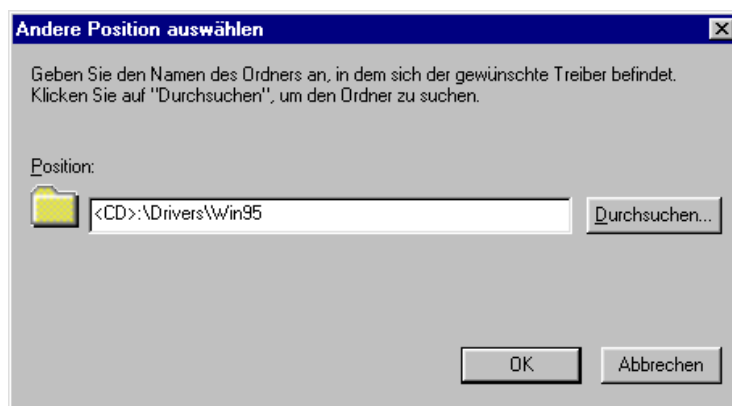 Andere Position auswählen
Geben Sie den Namen des Ordners an, in dem sich der gewünschte Treiber befindet.
Klicken Sie auf "Durchsuchen", um den Ordner zu suchen.
Position:
<CD>:\Drivers\Win95
Durchsuchen...
OK
Abbrechen